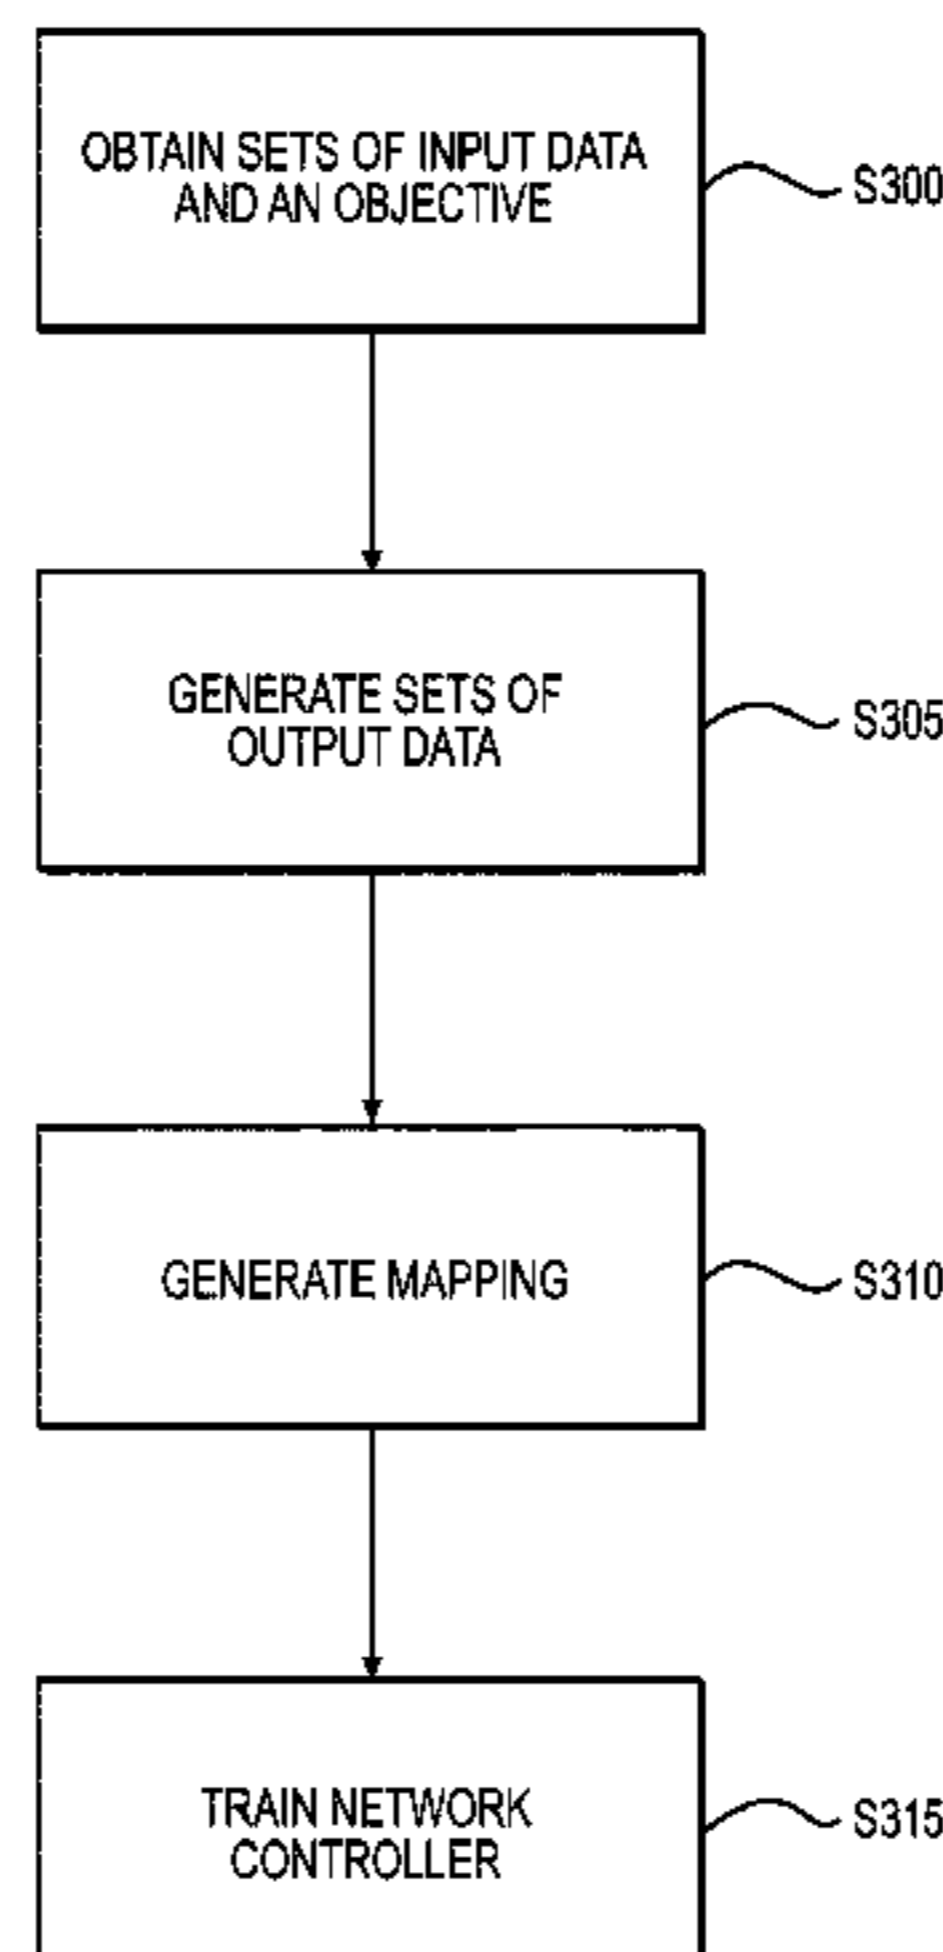 OBTAIN SETS OF INPUT DATA
AND AN OBJECTIVE
S300
GENERATE SETS OF
OUTPUT DATA
S305
GENERATE MAPPING
S310
TRAIN NETWORK
CONTROLLER
S315